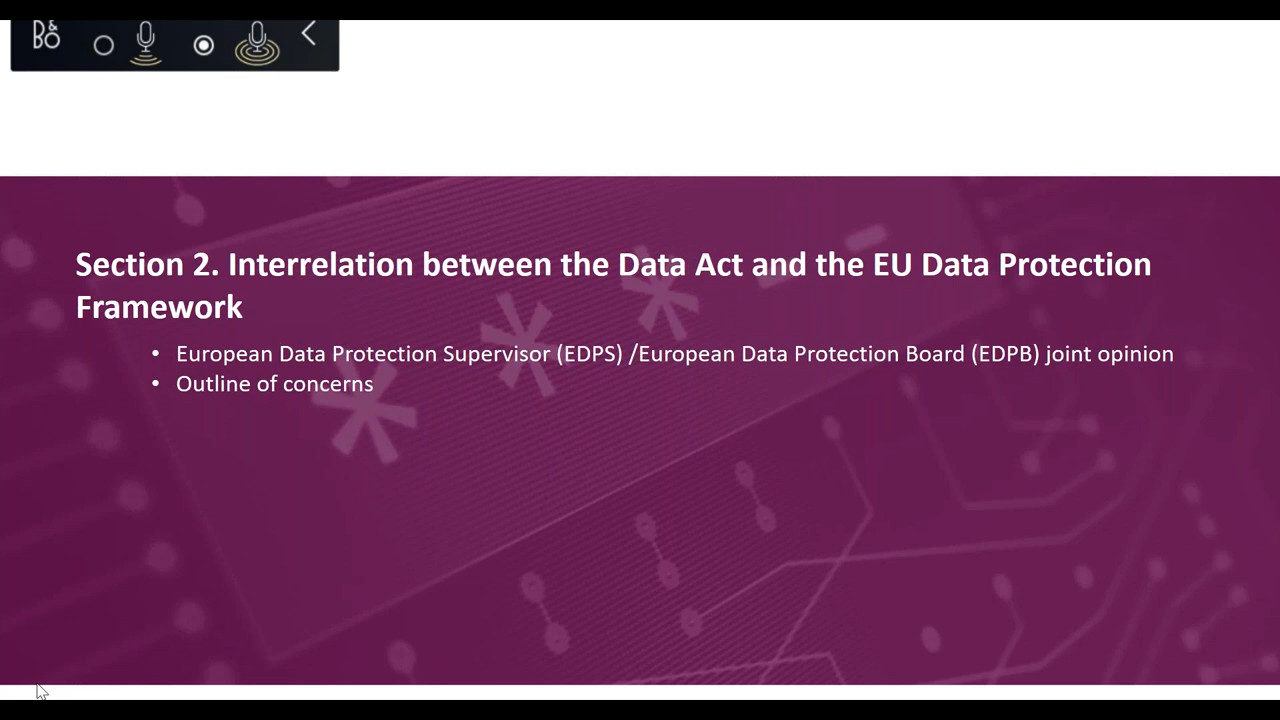 B&O
Section 2. Interrelation between the Data Act and the EU Data Protection
Framework
• European Data Protection Supervisor (EDPS) /European Data Protection Board (EDPB) joint opinion
• Outline of concerns